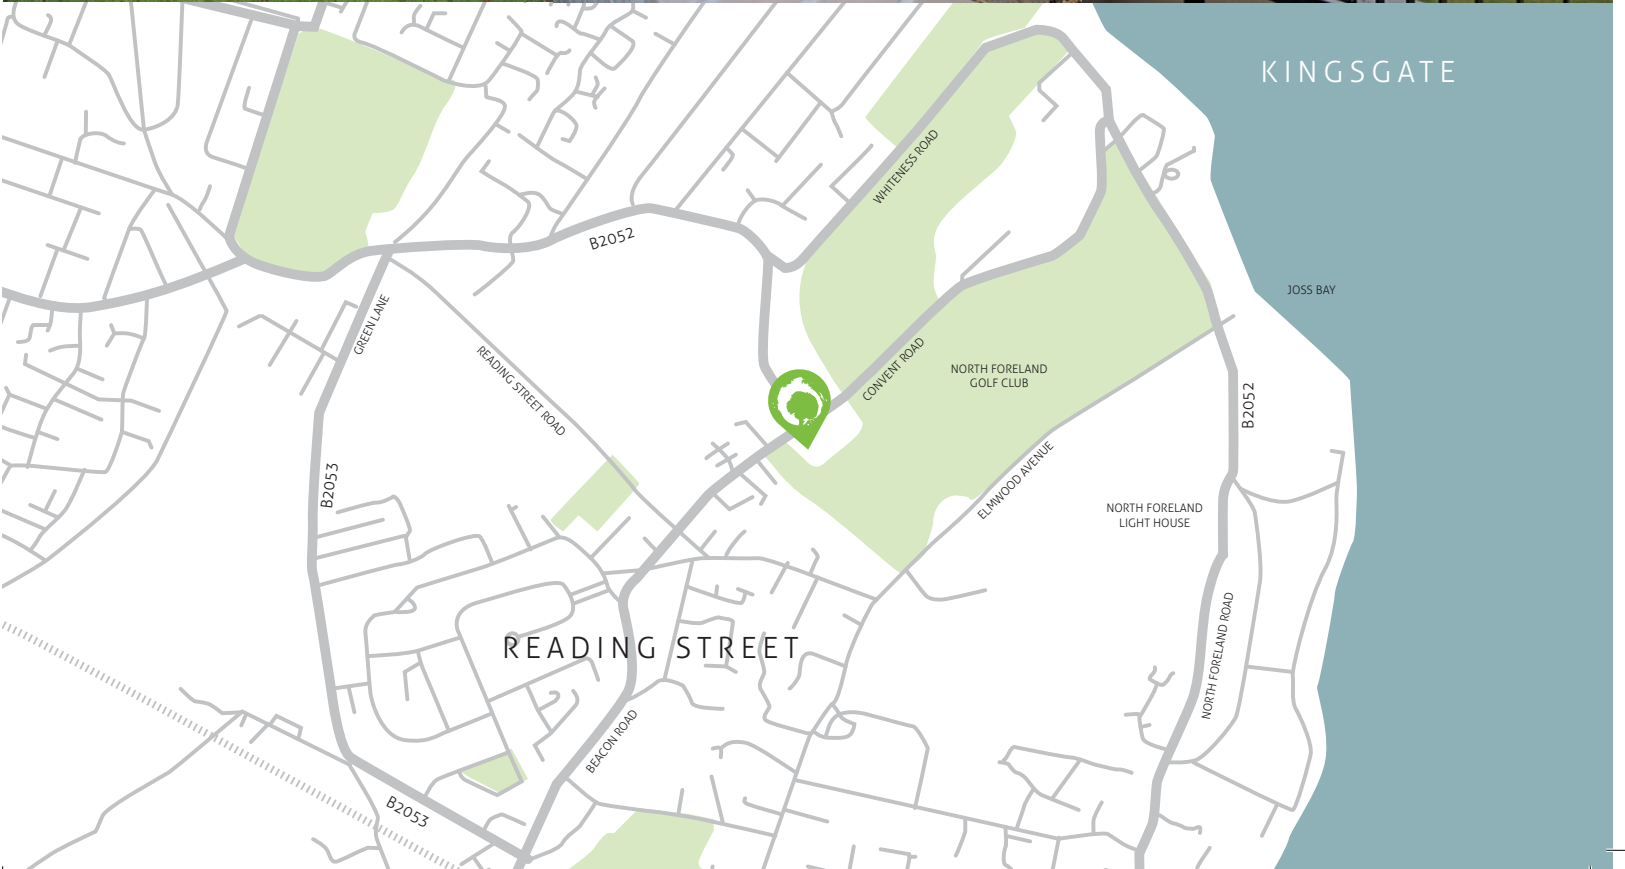 KINGSGATE
WHITENESS ROAD
B2052
JOSS BAY
GREEN LANE
READING STREET ROAD
CONVENT ROAD
NORTH FORELAND
GOLF CLUB
B2052
B2053
ELMWOOD AVENUE
NORTH FORELAND
LIGHT HOUSE
READING STREET
NORTH FORELAND ROAD
BEACON ROAD
B2053